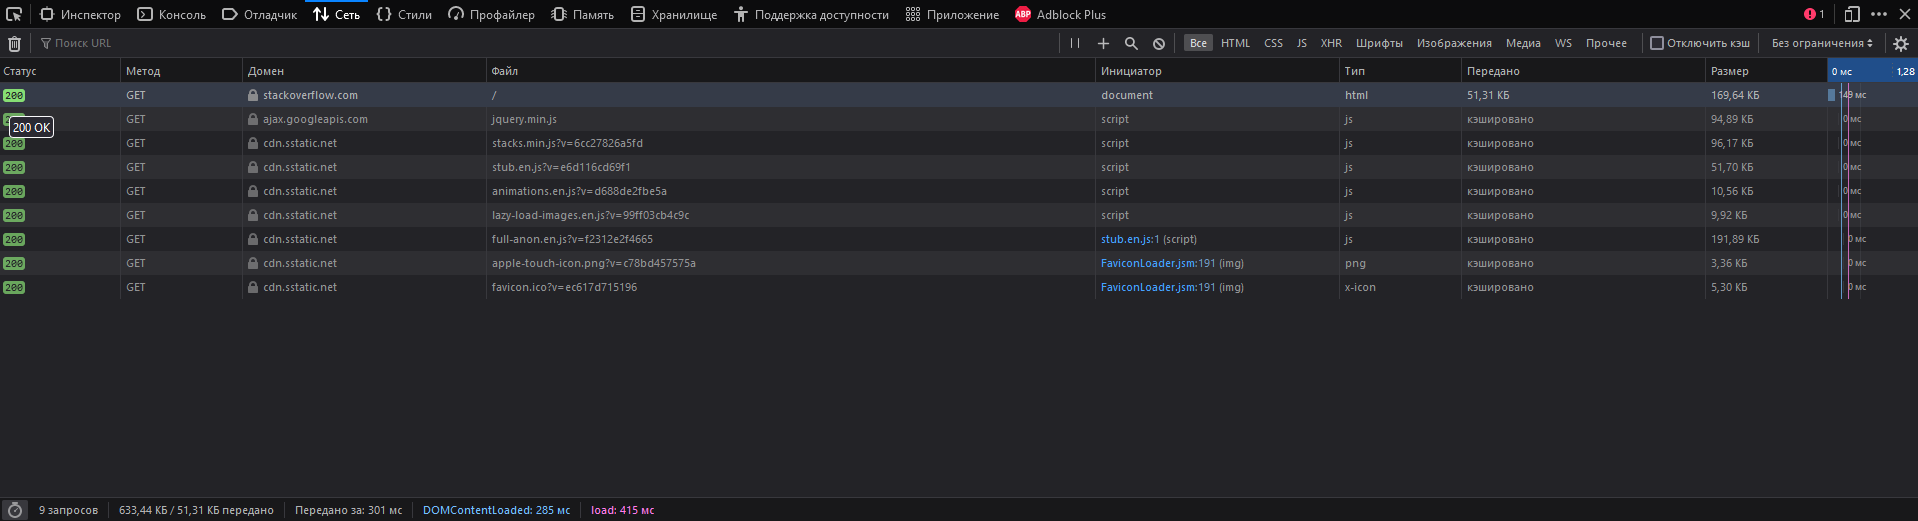 Инспектор Консоль Отладчик Сеть Стили Профайлер Память Хранилище Поддержка доступности Приложение ABP Adblock Plus 1
Поиск URL Все HTML CSS JS XHR Шрифты Изображения Медиа WS Прочее Отключить кэш Без ограничения
Статус Метод Домен Файл Инициатор Тип Передано Размер 0 мс 1,28
200 GET stackoverflow.com / document html 51,31 КБ 169,64 КБ 149 мс
GET ajax.googleapis.com jquery.min.js script js кэшировано 94,89 КБ 0 мс
200 OK
200 GET cdn.sstatic.net stacks.min.js?v=6cc27826a5fd script js кэшировано 96,17 КБ 0 мс
200 GET cdn.sstatic.net stub.en.js?v=e6d116cd69f1 script js кэшировано 51,70 КБ 0 мс
200 GET cdn.sstatic.net animations.en.js?v=d688de2fbe5a script js кэшировано 10,56 КБ 0 мс
200 GET cdn.sstatic.net lazy-load-images.en.js?v=99ff03cb4c9c script js кэшировано 9,92 КБ 0 мс
200 GET cdn.sstatic.net full-anon.en.js?v=f2312e2f4665 stub.en.js:1 (script) js кэшировано 191,89 КБ 0 мс
200 GET cdn.sstatic.net apple-touch-icon.png?v=c78bd457575a FaviconLoader.jsm:191 (img) png кэшировано 3,36 КБ 0 мс
200 GET cdn.sstatic.net favicon.ico?v=ec617d715196 FaviconLoader.jsm:191 (img) x-icon кэшировано 5,30 КБ 0 мс
9 запросов 633,44 КБ / 51,31 КБ передано Передано за: 301 мс DOMContentLoaded: 285 мс load: 415 мс